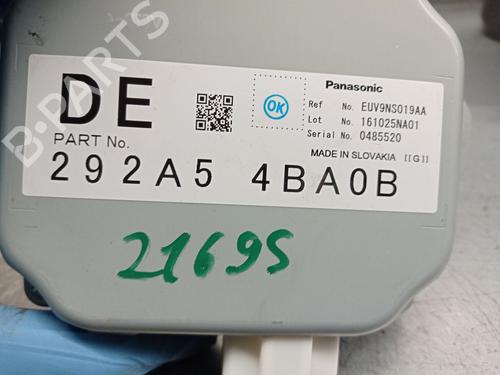 DE
OK
Panasonic
Ref No. EUV9NS019AA
Lot No. 161025NA01
Serial No. 0485520
MADE IN SLOVAKIA [[G]]
PART No.
292A5 4BA0B
21695
B-PARTS